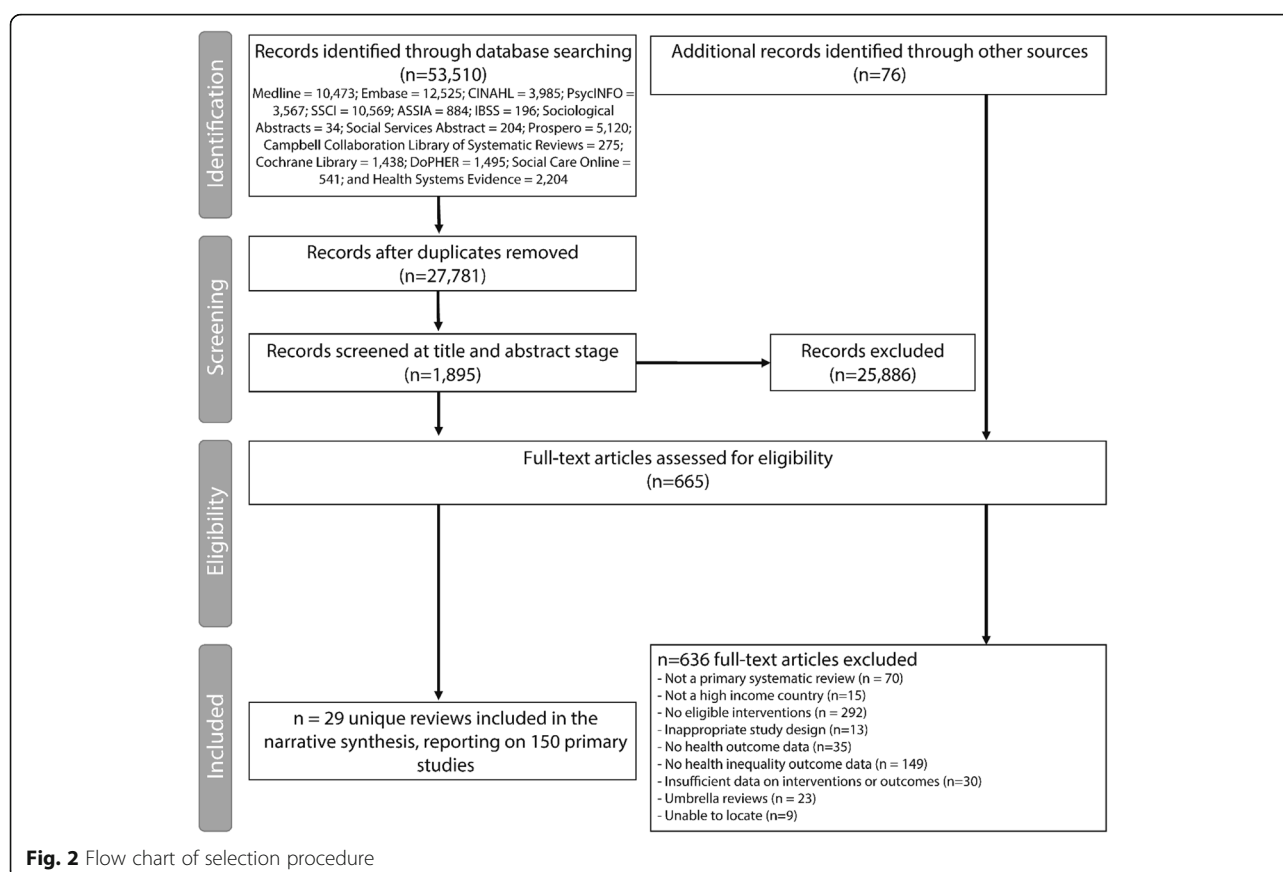 Identification
Records identified through database searching
(n=53,510)
Medline = 10,473; Embase = 12,525; CINAHL = 3,985; PsycINFO =
3,567; SSCI = 10,569; ASSIA = 884; IBSS = 196; Sociological
Abstracts = 34; Social Services Abstract = 204; Prospero = 5,120;
Campbell Collaboration Library of Systematic Reviews = 275;
Cochrane Library = 1,438; DoPHER = 1,495; Social Care Online =
541; and Health Systems Evidence = 2,204
Additional records identified through other sources
(n=76)
Screening
Records after duplicates removed
(n=27,781)
Records screened at title and abstract stage
(n=1,895)
Records excluded
(n=25,886)
Eligibility
Full-text articles assessed for eligibility
(n=665)
Included
n = 29 unique reviews included in the
narrative synthesis, reporting on 150 primary
studies
n=636 full-text articles excluded
- Not a primary systematic review (n = 70)
- Not a high income country (n=15)
- No eligible interventions (n = 292)
- Inappropriate study design (n=13)
- No health outcome data (n=35)
- No health inequality outcome data (n = 149)
- Insufficient data on interventions or outcomes (n=30)
- Umbrella reviews (n = 23)
- Unable to locate (n=9)
Fig. 2 Flow chart of selection procedure